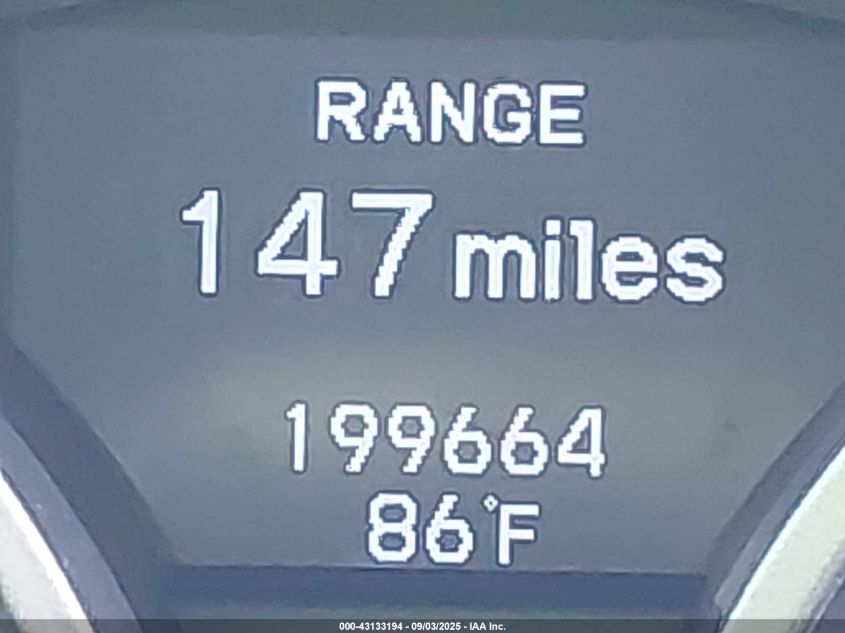 RANGE
147 miles
199664
86°F
000-43133194 - 09/03/2025 - IAA Inc.